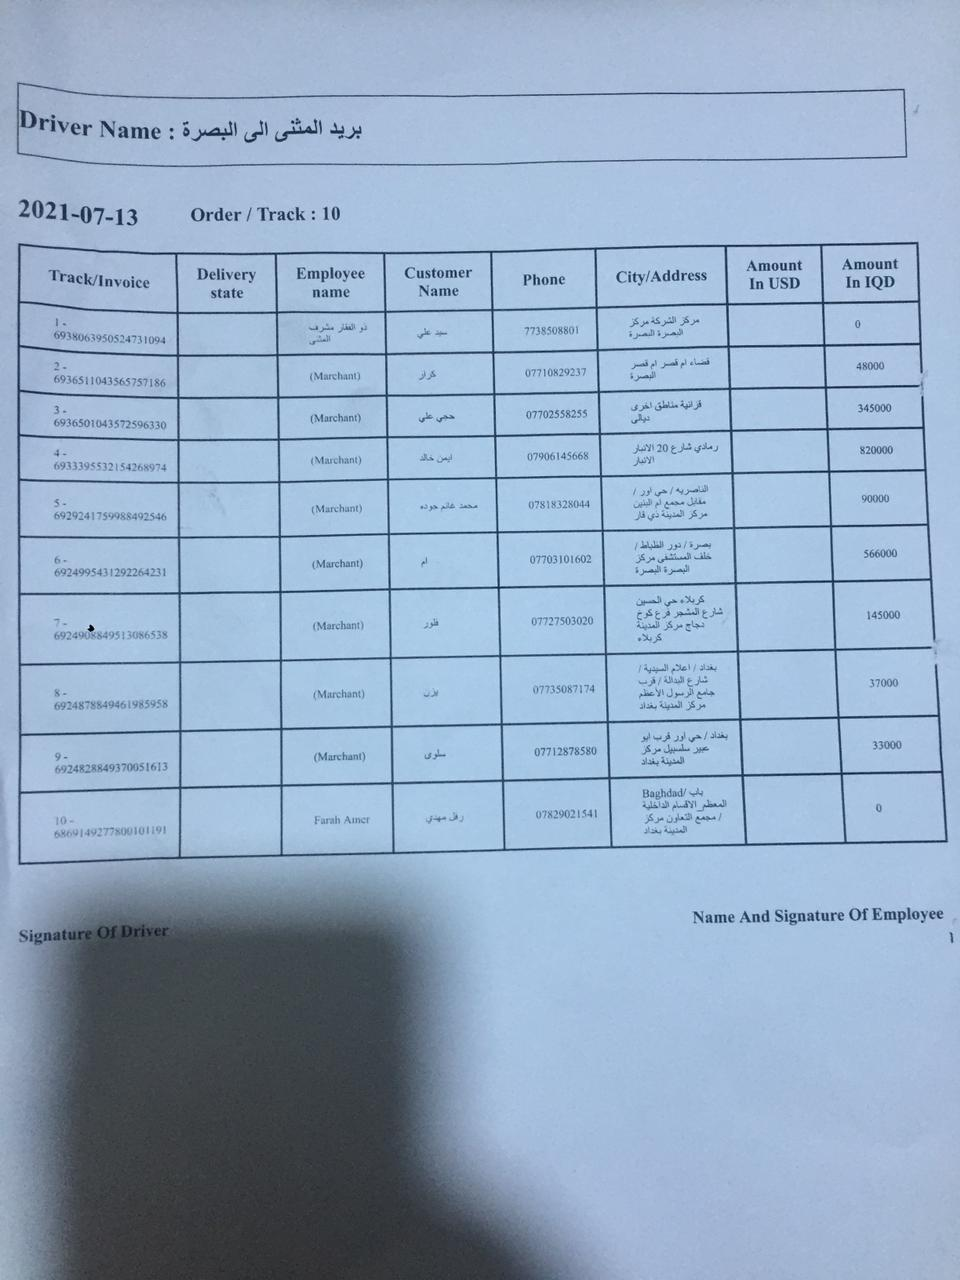 Driver Name : بريد المثنى الى البصرة
2021-07-13 Order / Track : 10
Track/Invoice Delivery state Employee name Customer Name Phone City/Address Amount In USD Amount In IQD
1 -
6938063950524731094
ذو الفقار مشرف
المثنى
سيد علي
7738508801
مركز الشركة مركز
البصرة البصرة
0
2 -
6936511043565757186
(Marchant)
كرار
07710829237
قضاء ام قصر ام قصر
البصرة
48000
3 -
6936501043572596330
(Marchant)
حجي علي
07702558255
قزانية مناطق اخرى
ديالى
345000
4 -
6933395532154268974
(Marchant)
ايمن خالد
07906145668
رمادي شارع 20 الانبار
الانبار
820000
5 -
6929241759988492546
(Marchant)
محمد غانم جوده
07818328044
الناصريه / حي اور /
مقابل مجمع ام البنين
مركز المدينة ذي قار
90000
6 -
6924995431292264231
(Marchant)
ام
07703101602
بصرة / دور الظباط /
خلف المستشفى مركز
البصرة البصرة
566000
7 -
6924908849513086538
(Marchant)
فلور
07727503020
كربلاء حي الحسين
شارع المشجر فرع كوخ
دجاج مركز المدينة
كربلاء
145000
8 -
6924878849461985958
(Marchant)
يزن
07735087174
بغداد / اعلام السيدية /
شارع البدالة / قرب
جامع الرسول الأعظم
مركز المدينة بغداد
37000
9 -
6924828849370051613
(Marchant)
سلوى
07712878580
بغداد / حي اور قرب ابو
عبير سلسبيل مركز
المدينة بغداد
33000
10 -
6869149277800101191
Farah Amer
رفل مهدي
07829021541
Baghdad/ باب
المعظم_الاقسام الداخلية
/ مجمع التعاون مركز
المدينة بغداد
0
Signature Of Driver Name And Signature Of Employee
1